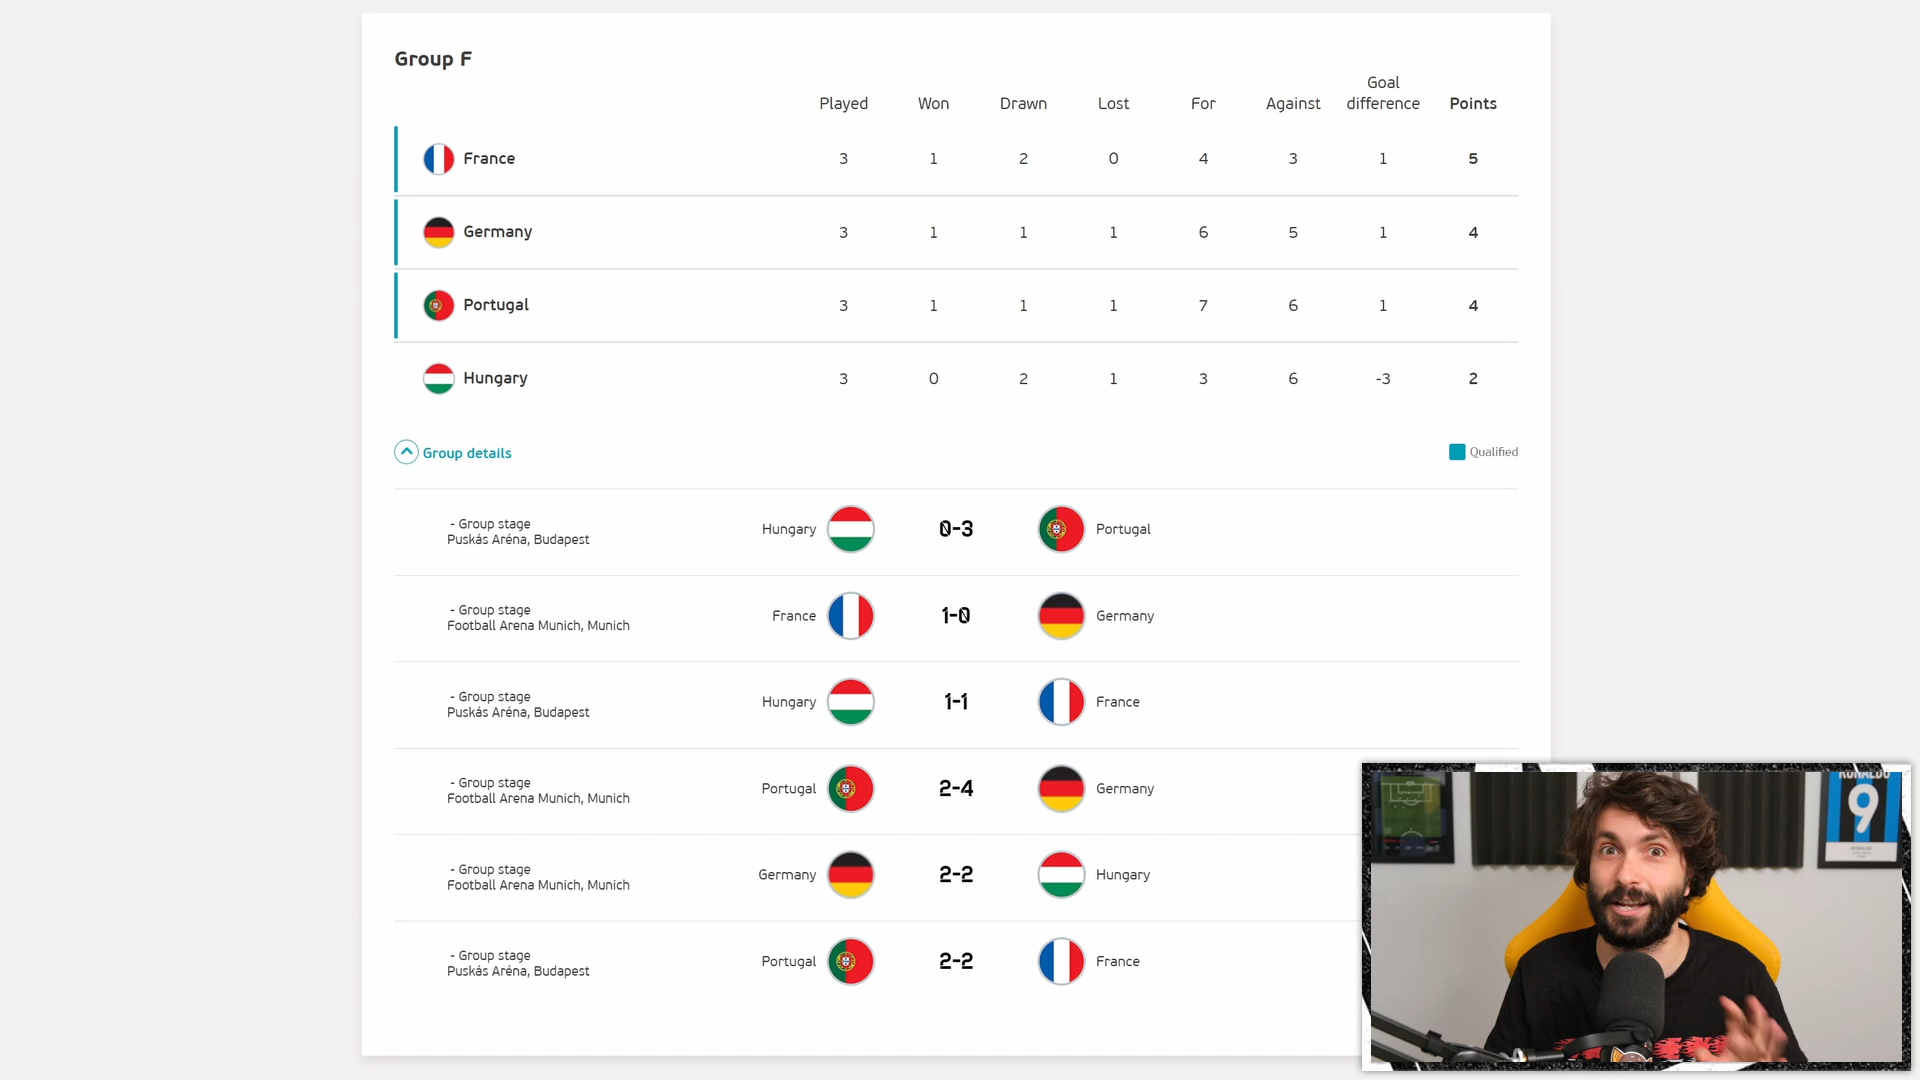 Group F
Played Won Drawn Lost For Against Goal difference Points
France 3 1 2 0 4 3 1 5
Germany 3 1 1 1 6 5 1 4
Portugal 3 1 1 1 7 6 1 4
Hungary 3 0 2 1 3 6 -3 2
Group details Qualified
- Group stage
Puskás Aréna, Budapest
Hungary 0-3 Portugal
- Group stage
Football Arena Munich, Munich
France 1-0 Germany
- Group stage
Puskás Aréna, Budapest
Hungary 1-1 France
- Group stage
Football Arena Munich, Munich
Portugal 2-4 Germany
- Group stage
Football Arena Munich, Munich
Germany 2-2 Hungary
- Group stage
Puskás Aréna, Budapest
Portugal 2-2 France
RONALDO
9
RONALDO